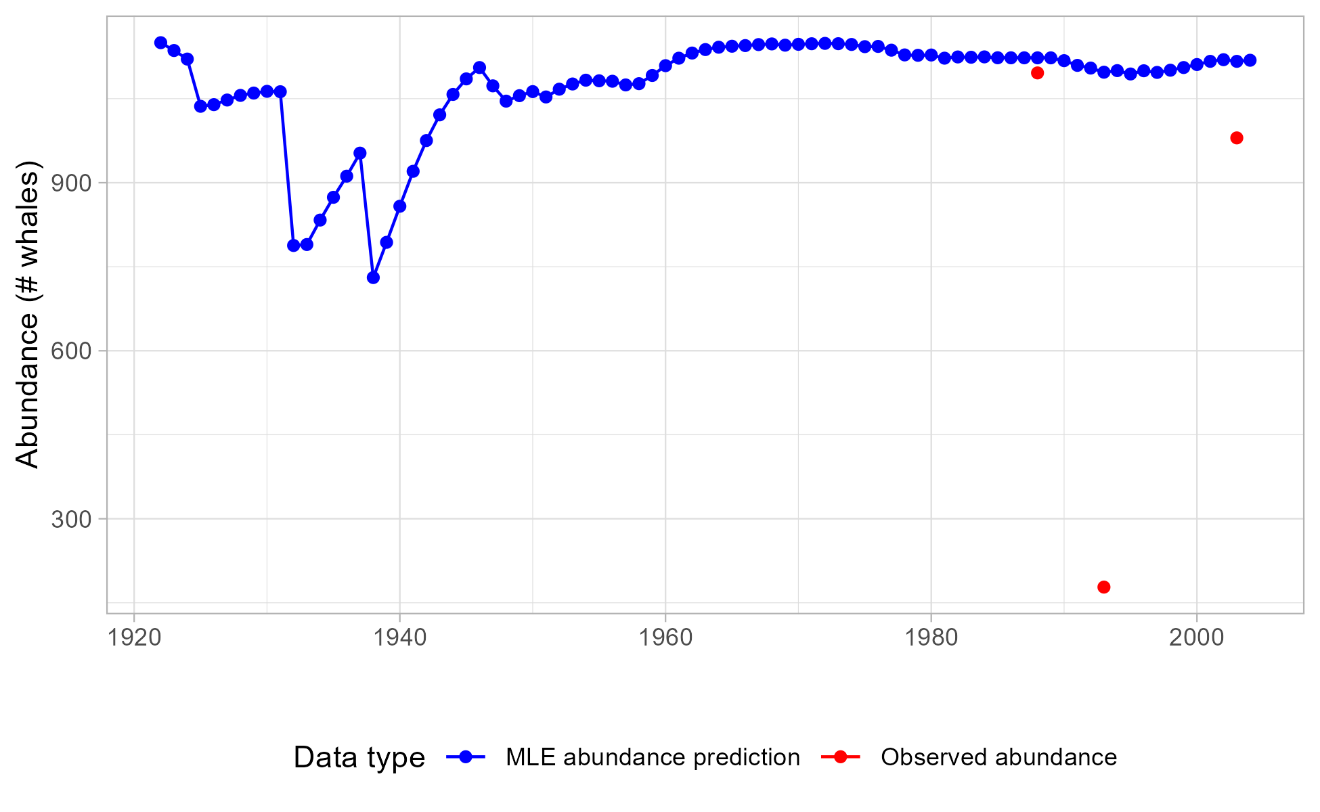 Abundance (# whales)
900
600
300
1920 1940 1960 1980 2000
Data type MLE abundance prediction Observed abundance